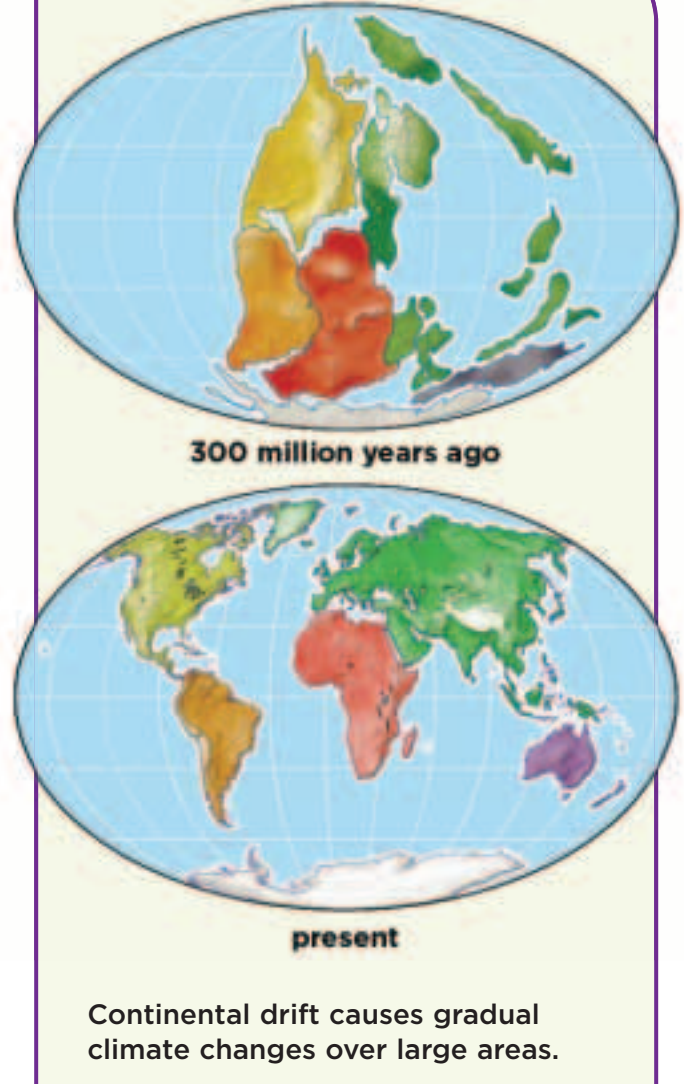 300 million years ago
present
Continental drift causes gradual
climate changes over large areas.